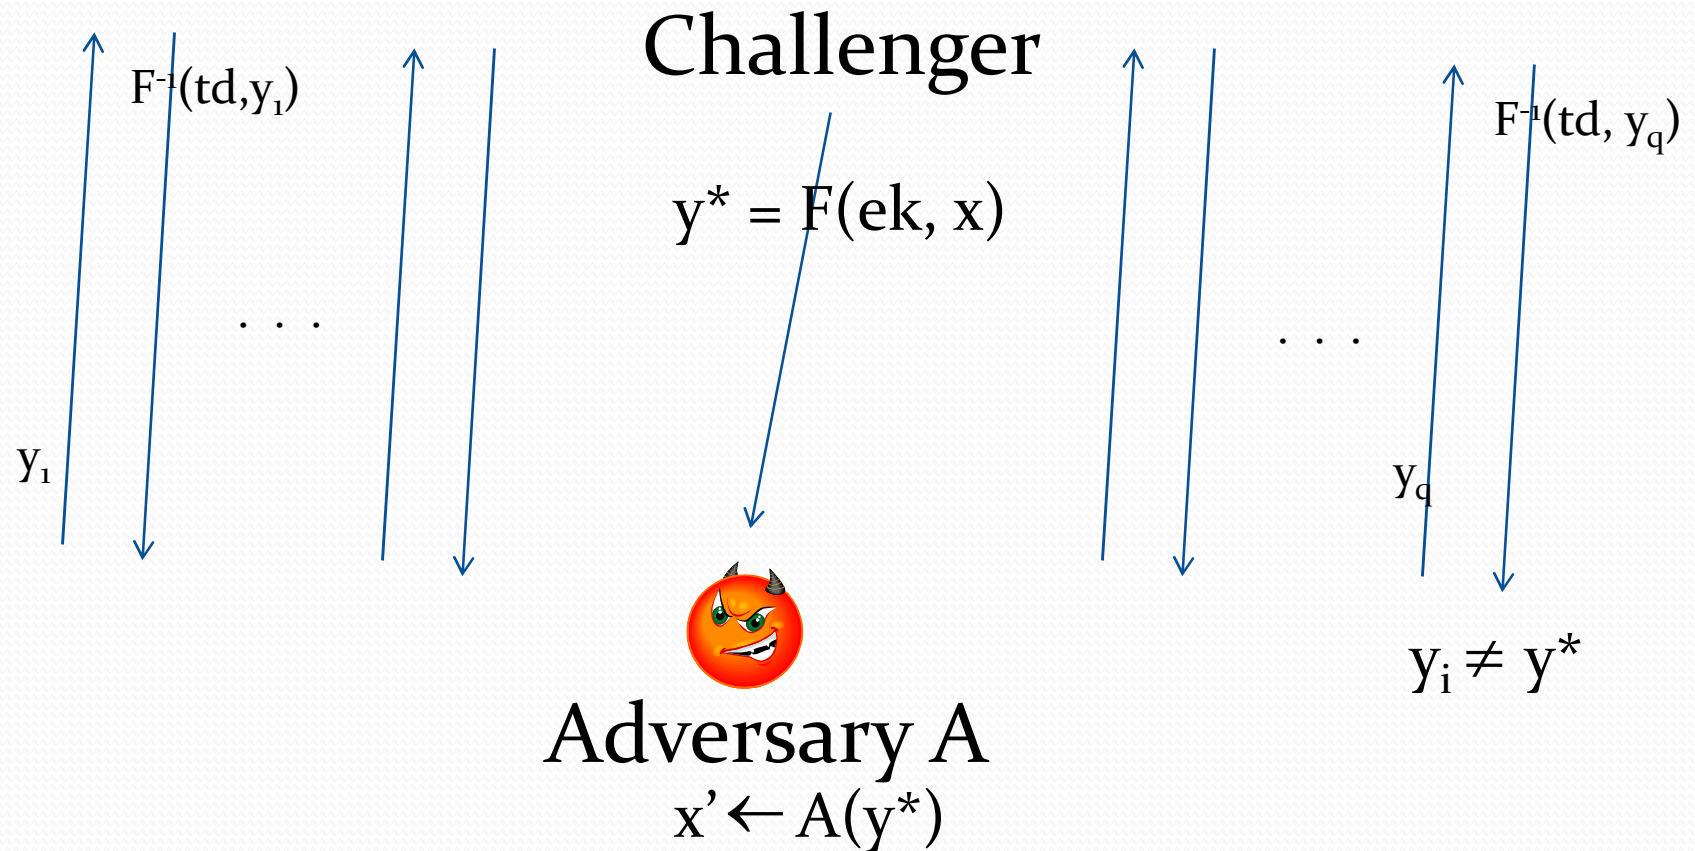 Challenger
F⁻¹(td,y₁)
F⁻¹(td, y_q)
y* = F(ek, x)
. . .
. . .
y₁
y_q
yᵢ ≠ y*
Adversary A
x’ ← A(y*)